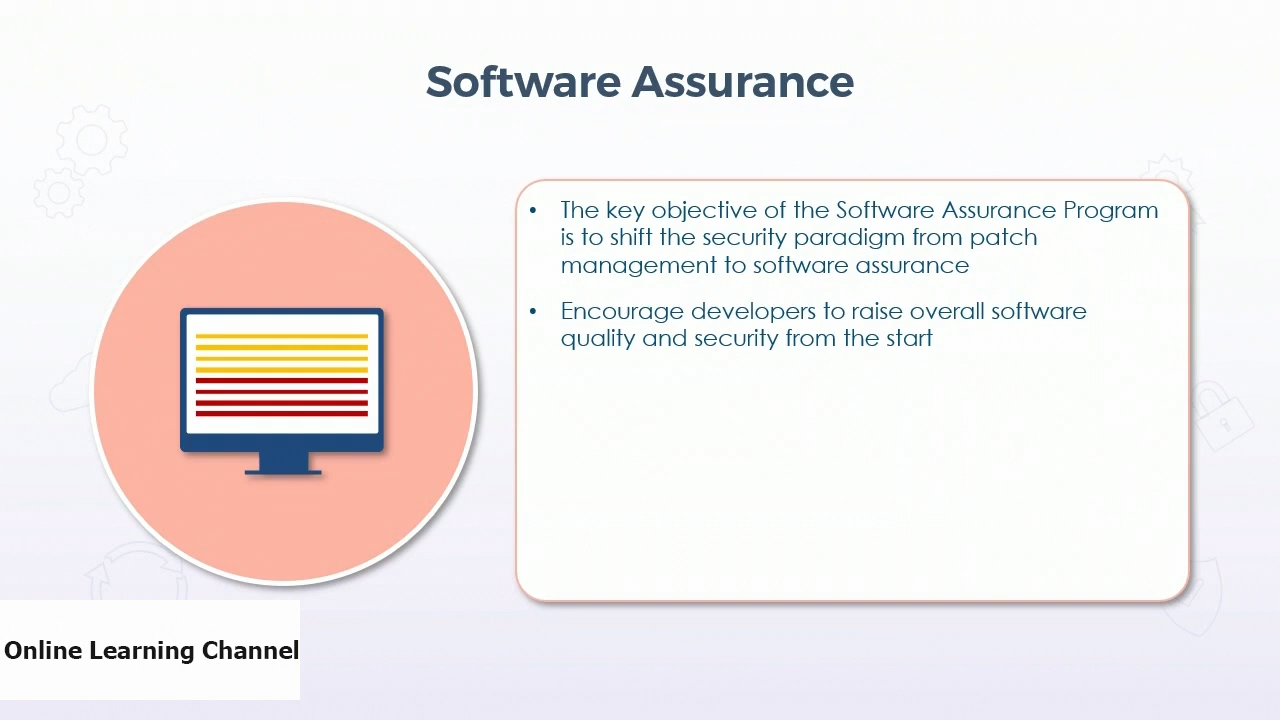 Software Assurance
• The key objective of the Software Assurance Program
is to shift the security paradigm from patch
management to software assurance
• Encourage developers to raise overall software
quality and security from the start
Online Learning Channel